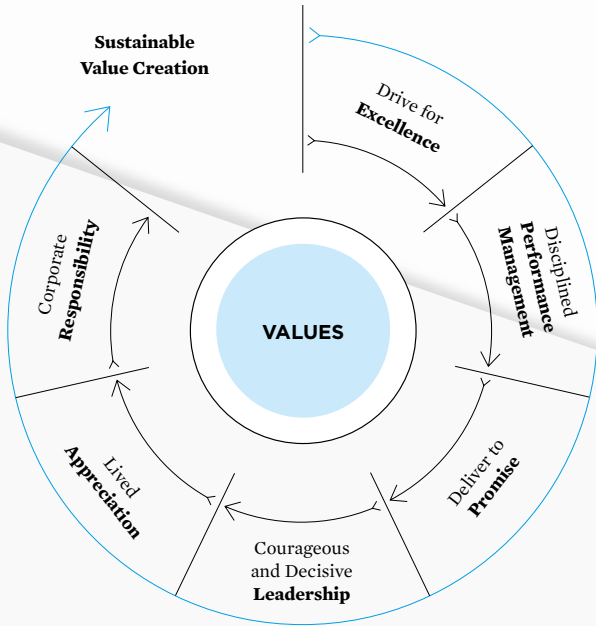 Sustainable
Value Creation
Drive for
Excellence
Disciplined
Performance
Management
Deliver to
Promise
Courageous
and Decisive
Leadership
Lived
Appreciation
Corporate
Responsibility
VALUES